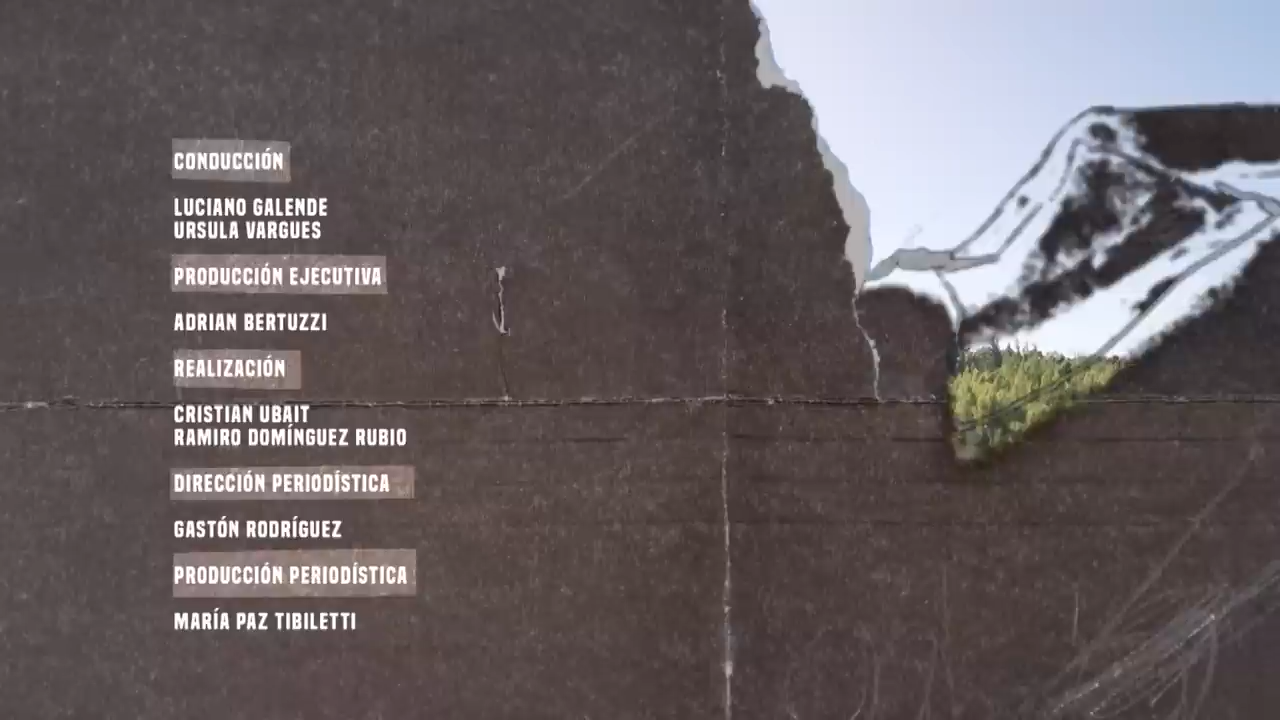 CONDUCCIÓN
LUCIANO GALENDE
URSULA VARGUES
PRODUCCIÓN EJECUTIVA
ADRIAN BERTUZZI
REALIZACIÓN
CRISTIAN UBAIT
RAMIRO DOMÍNGUEZ RUBIO
DIRECCIÓN PERIODÍSTICA
GASTÓN RODRÍGUEZ
PRODUCCIÓN PERIODÍSTICA
MARÍA PAZ TIBILETTI